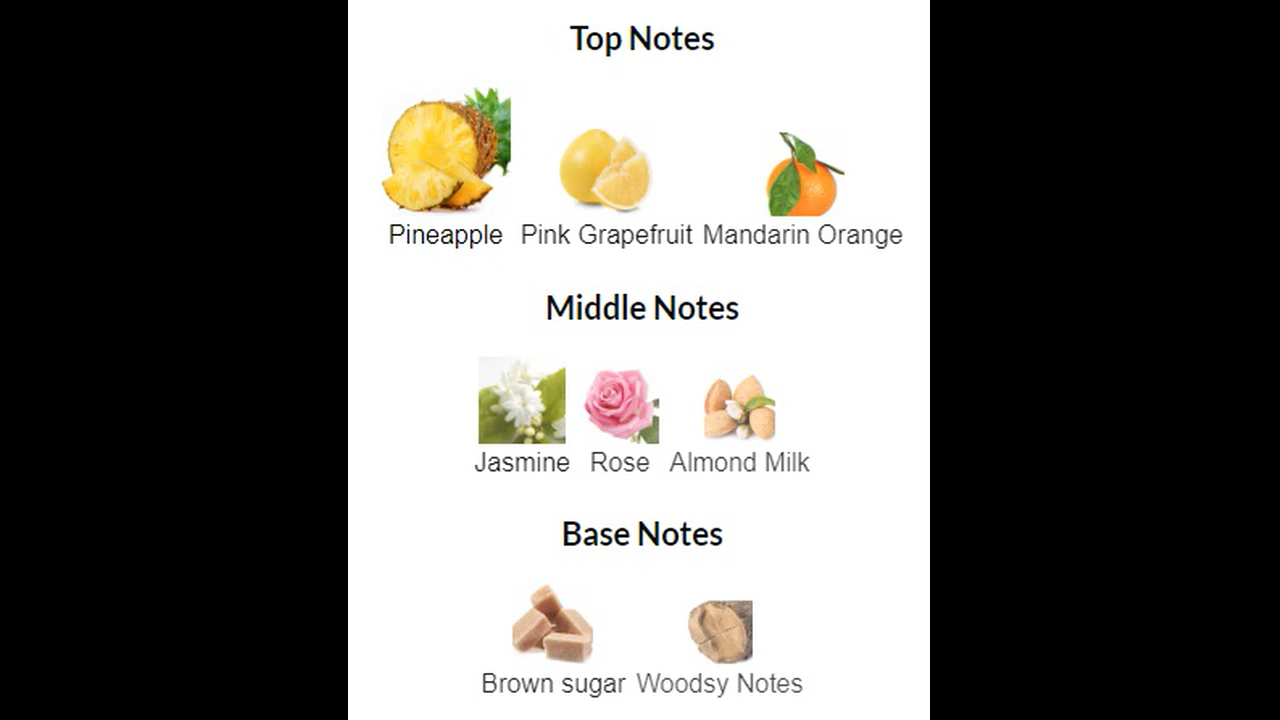 Top Notes
Pineapple Pink Grapefruit Mandarin Orange
Middle Notes
Jasmine Rose Almond Milk
Base Notes
Brown sugar Woodsy Notes